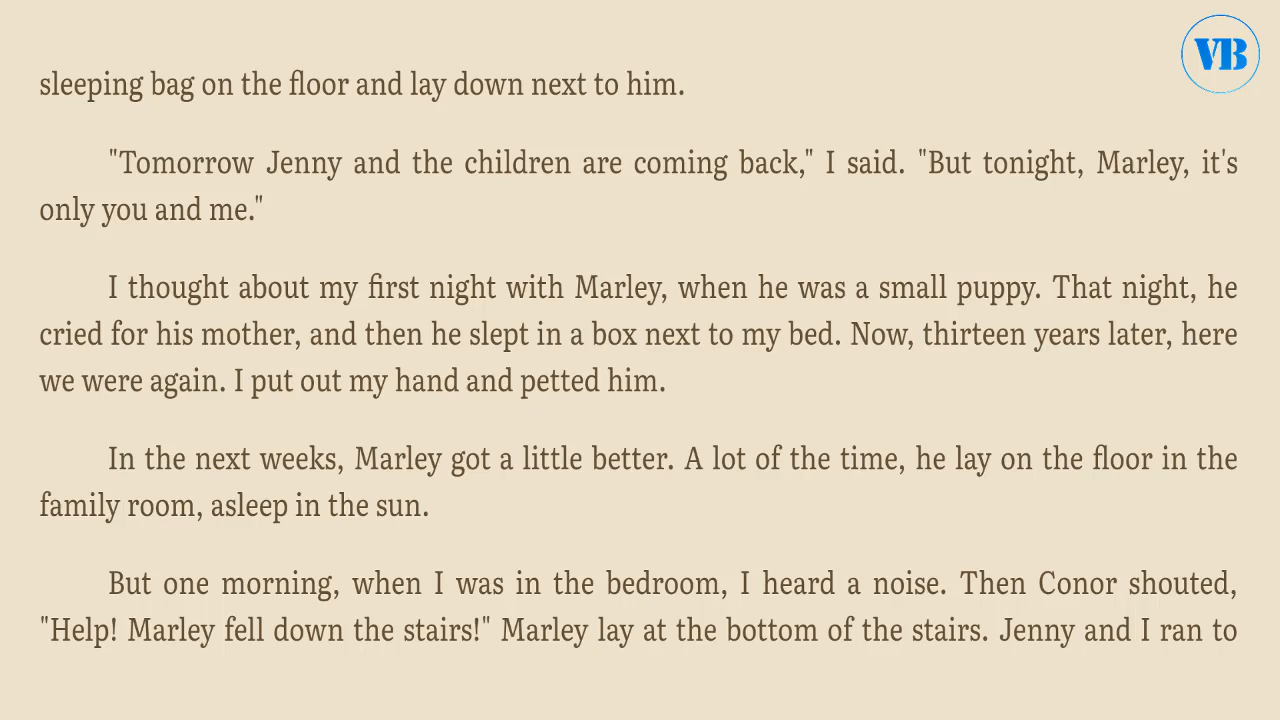 VB
sleeping bag on the floor and lay down next to him.
"Tomorrow Jenny and the children are coming back," I said. "But tonight, Marley, it's
only you and me."
I thought about my first night with Marley, when he was a small puppy. That night, he
cried for his mother, and then he slept in a box next to my bed. Now, thirteen years later, here
we were again. I put out my hand and petted him.
In the next weeks, Marley got a little better. A lot of the time, he lay on the floor in the
family room, asleep in the sun.
But one morning, when I was in the bedroom, I heard a noise. Then Conor shouted,
"Help! Marley fell down the stairs!" Marley lay at the bottom of the stairs. Jenny and I ran to